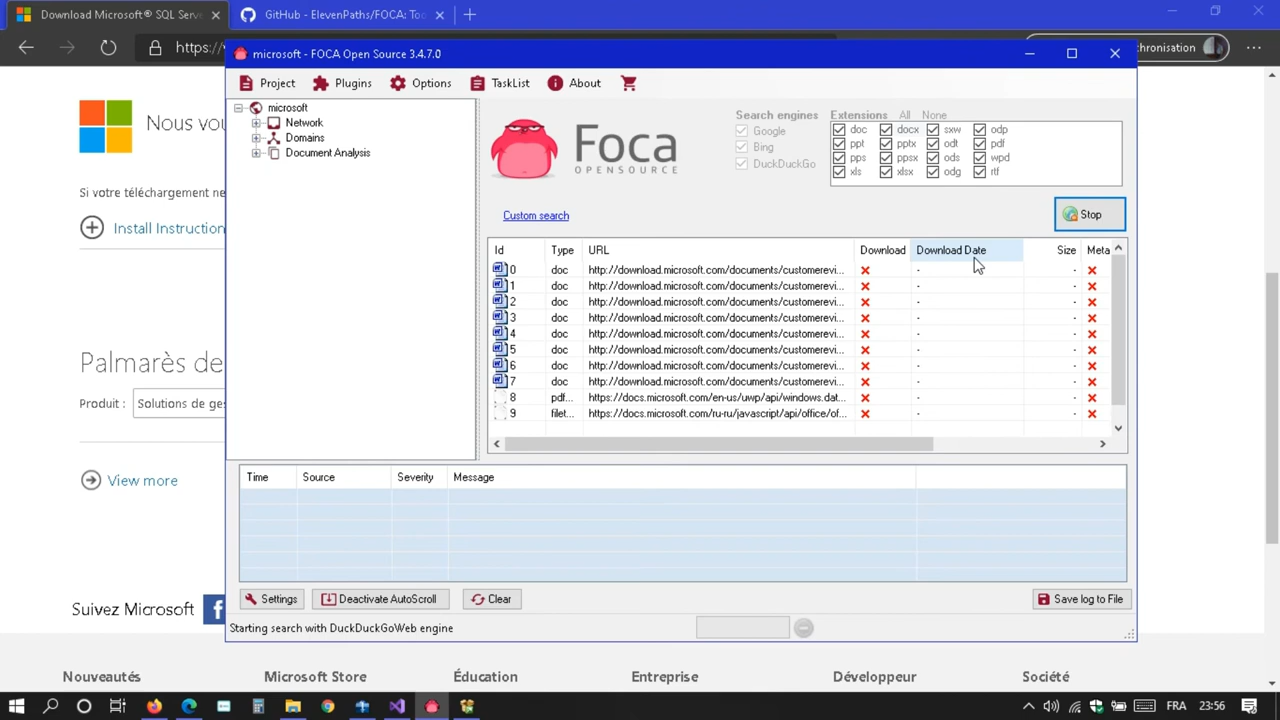 Download Microsoft® SQL Serve
GitHub - ElevenPaths/FOCA: Too
https://v
chronisation
microsoft - FOCA Open Source 3.4.7.0
Project
Plugins
Options
TaskList
About
microsoft
Network
Domains
Document Analysis
Foca
OPENSOURCE
Search engines
Google
Bing
DuckDuckGo
Extensions All None
doc docx sxw odp
ppt pptx odt pdf
pps ppsx ods wpd
xls xlsx odg rtf
Custom search
Stop
Id Type URL Download Download Date Size Meta
0 doc http://download.microsoft.com/documents/customerevi... - -
1 doc http://download.microsoft.com/documents/customerevi... - -
2 doc http://download.microsoft.com/documents/customerevi... - -
3 doc http://download.microsoft.com/documents/customerevi... - -
4 doc http://download.microsoft.com/documents/customerevi... - -
5 doc http://download.microsoft.com/documents/customerevi... - -
6 doc http://download.microsoft.com/documents/customerevi... - -
7 doc http://download.microsoft.com/documents/customerevi... - -
8 pdf... https://docs.microsoft.com/en-us/uwp/api/windows.dat... - -
9 filet... https://docs.microsoft.com/ru-ru/javascript/api/office/of... - -
Time Source Severity Message
Settings
Deactivate AutoScroll
Clear
Save log to File
Starting search with DuckDuckGoWeb engine
Nous vou
Si votre téléchargement ne
Install Instruction
Palmarès de
Produit : Solutions de ges
View more
Suivez Microsoft
Nouveautés
Microsoft Store
Éducation
Entreprise
Développeur
Société
FRA 23:56